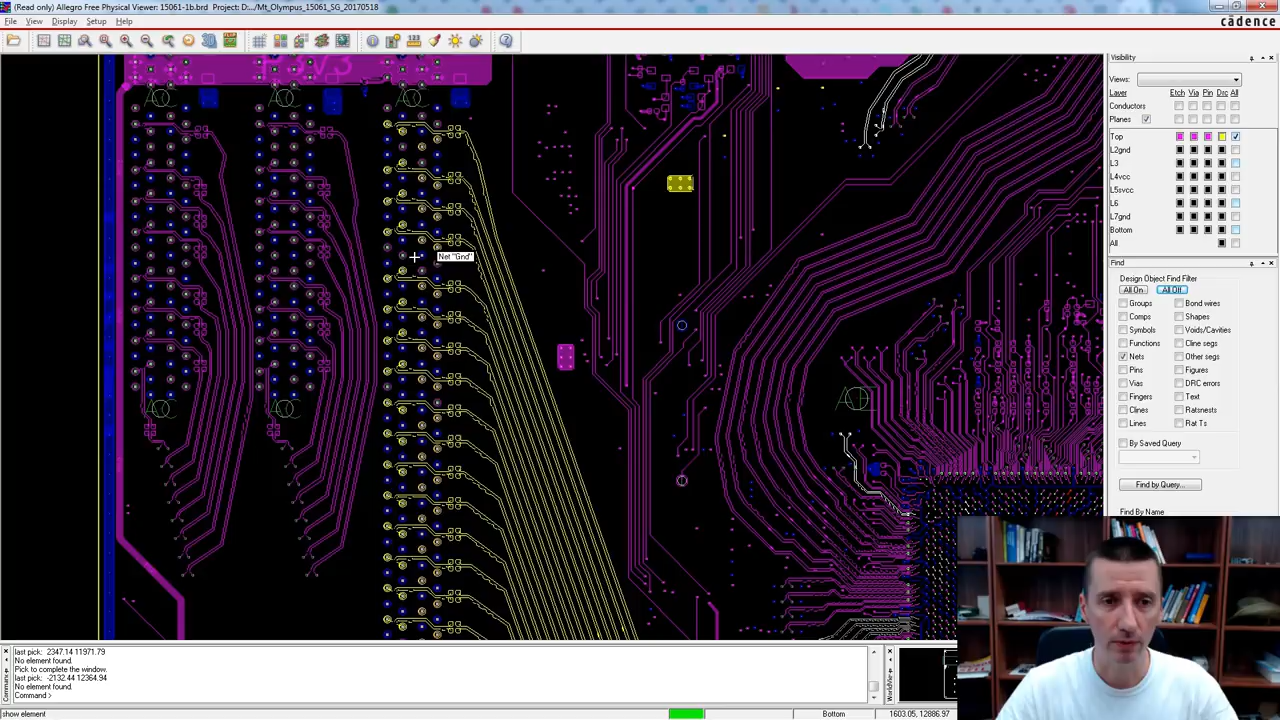 (Read only) Allegro Free Physical Viewer: 15061-1b.brd Project: D:../Mt_Olympus_15061_SG_20170518
File View Display Setup Help
cādence
P3V3
Net "Gnd"
Visibility
Views:
Layer Etch Via Pin Drc All
Conductors
Planes
Top
L2gnd
L3
L4vcc
L5svcc
L6
L7gnd
Bottom
All
Find
Design Object Find Filter
All On All Off
Groups Bond wires
Comps Shapes
Symbols Voids/Cavities
Functions Cline segs
Nets Other segs
Pins Figures
Vias DRC errors
Fingers Text
Clines Ratsnests
Lines Rat Ts
By Saved Query
Find by Query...
Find By Name
last pick: 2347.14 11971.79
No element found.
Pick to complete the window.
last pick: -2132.44 12364.94
No element found.
Command >
show element
Bottom
1603.05, 12886.97